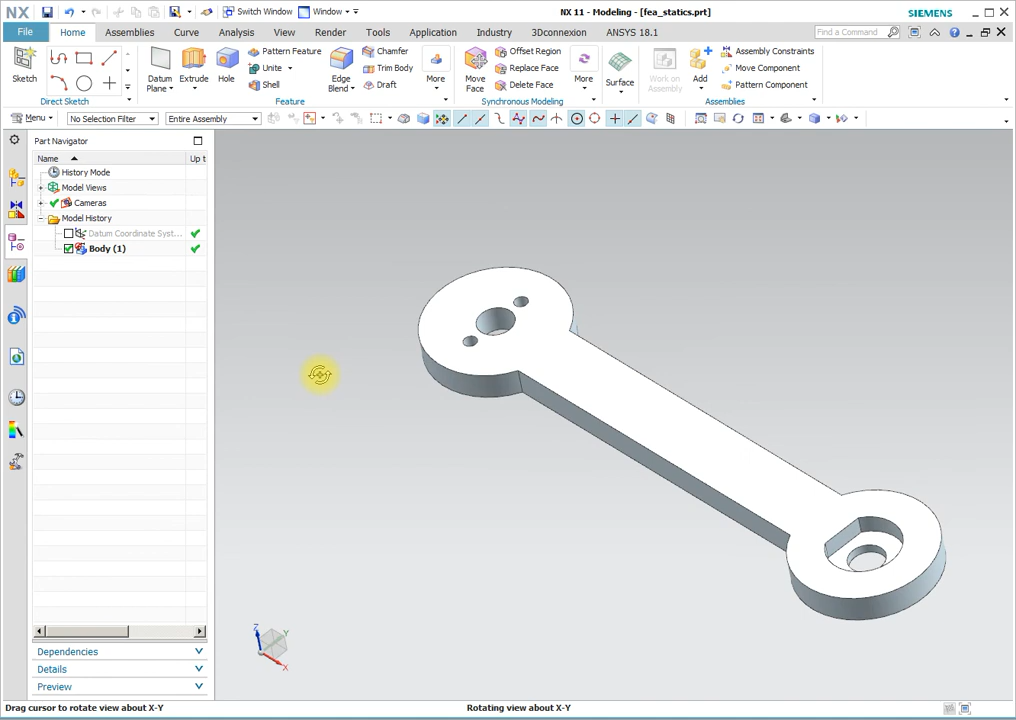 NX Switch Window Window NX 11 - Modeling - [fea_statics.prt] SIEMENS
File Home Assemblies Curve Analysis View Render Tools Application Industry 3Dconnexion ANSYS 18.1 Find a Command
Pattern Feature Chamfer Offset Region Assembly Constraints
Unite Trim Body Replace Face Move Component
Shell Draft Delete Face Pattern Component
Sketch Datum Plane Extrude Hole Edge Blend More Move Face More Surface Work on Assembly Add
Direct Sketch Feature Synchronous Modeling Assemblies
Menu No Selection Filter Entire Assembly
Part Navigator
Name Up t
History Mode
Model Views
Cameras
Model History
Datum Coordinate Syst...
Body (1)
Z Y X
Dependencies
Details
Preview
Drag cursor to rotate view about X-Y Rotating view about X-Y